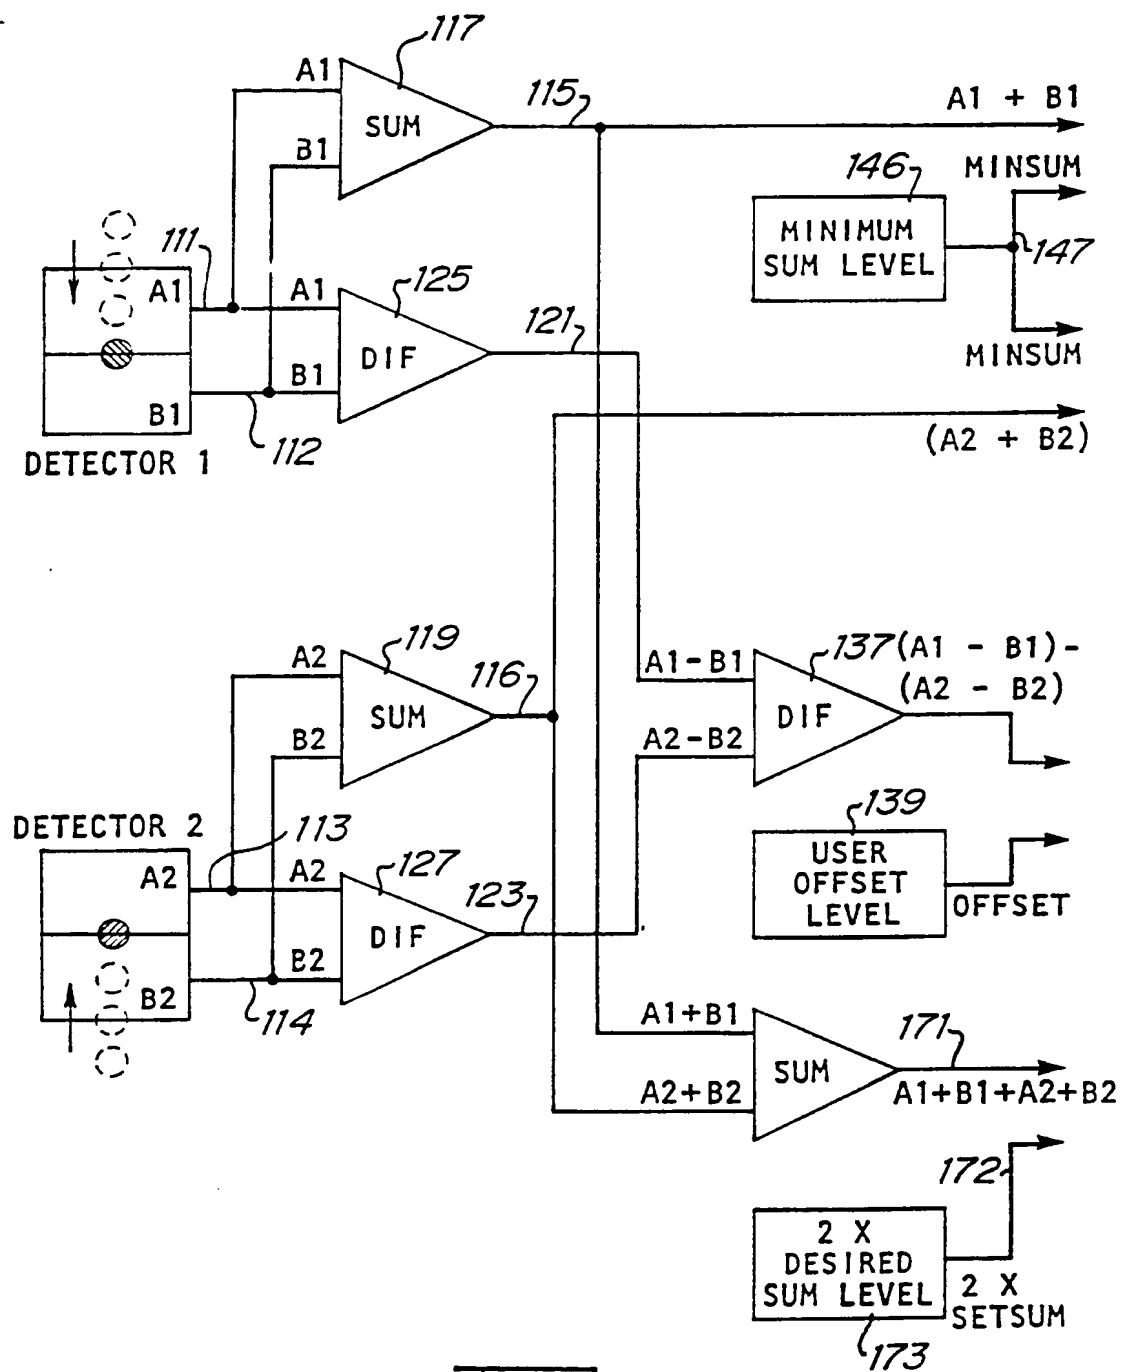 117
A1
SUM
B1
115
A1 + B1
146
MINSUM
MINIMUM
SUM LEVEL
147
MINSUM
111
A1
A1
125
DIF
121
B1
B1
112
DETECTOR 1
(A2 + B2)
119
A2
SUM
B2
116
A1-B1
137
(A1 - B1)-
(A2 - B2)
DIF
A2-B2
DETECTOR 2
113
A2
A2
127
DIF
123
B2
B2
114
139
USER
OFFSET
LEVEL
OFFSET
A1+B1
SUM
171
A2+B2
A1+B1+A2+B2
172
2 X
DESIRED
SUM LEVEL
2 X
SETSUM
173